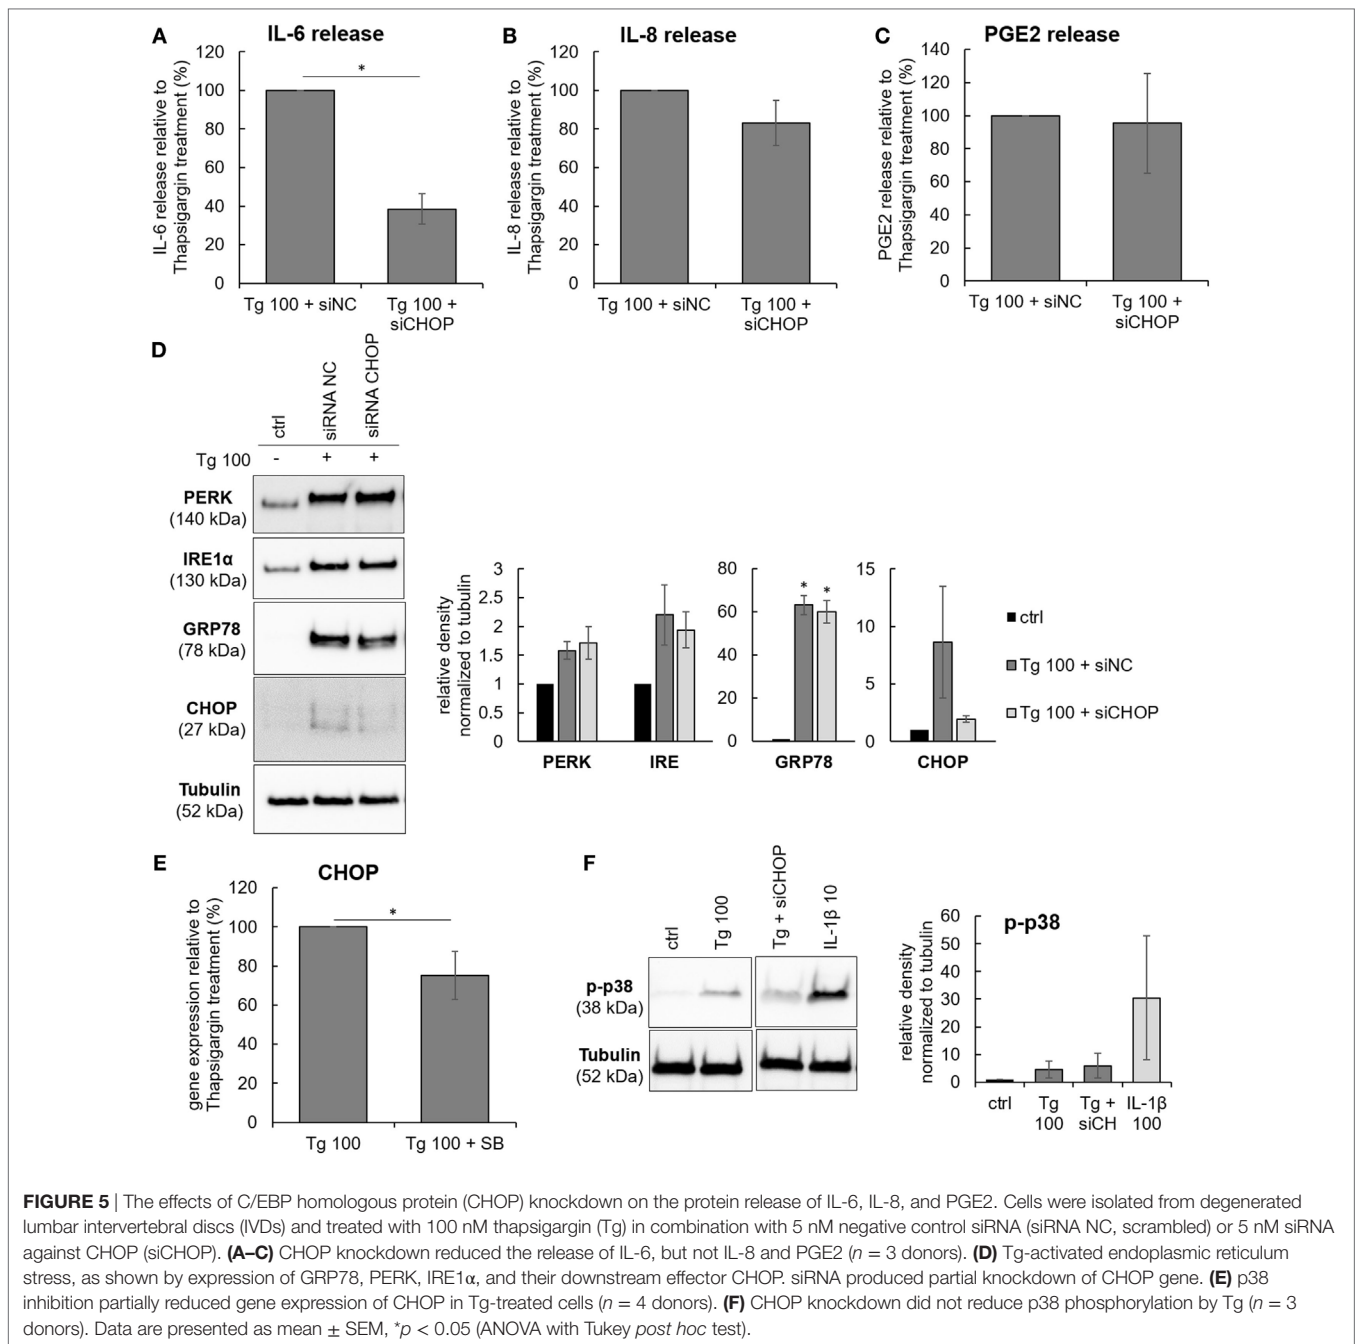 A
IL-6 release
IL-6 release relative to
Thapsigargin treatment (%)
120
100
80
60
40
20
0
*
Tg 100 + siNC
Tg 100 +
siCHOP
B
IL-8 release
IL-8 release relative to
Thapsigargin treatment (%)
120
100
80
60
40
20
0
Tg 100 + siNC
Tg 100 +
siCHOP
C
PGE2 release
PGE2 release relative to
Thapsigargin treatment (%)
140
120
100
80
60
40
20
0
Tg 100 + siNC
Tg 100 +
siCHOP
D
ctrl
siRNA NC
siRNA CHOP
Tg 100 - + +
PERK
(140 kDa)
IRE1α
(130 kDa)
GRP78
(78 kDa)
CHOP
(27 kDa)
Tubulin
(52 kDa)
relative density
normalized to tubulin
3
2.5
2
1.5
1
0.5
0
PERK
IRE
80
60
40
20
0
* *
GRP78
15
10
5
0
CHOP
ctrl
Tg 100 + siNC
Tg 100 + siCHOP
E
CHOP
gene expression relative to
Thapsigargin treatment (%)
120
100
80
60
40
20
0
*
Tg 100
Tg 100 + SB
F
ctrl
Tg 100
Tg + siCHOP
IL-1β 10
p-p38
(38 kDa)
Tubulin
(52 kDa)
relative density
normalized to tubulin
p-p38
60
50
40
30
20
10
0
ctrl
Tg
100
Tg +
siCH
IL-1β
100
FIGURE 5 | The effects of C/EBP homologous protein (CHOP) knockdown on the protein release of IL-6, IL-8, and PGE2. Cells were isolated from degenerated
lumbar intervertebral discs (IVDs) and treated with 100 nM thapsigargin (Tg) in combination with 5 nM negative control siRNA (siRNA NC, scrambled) or 5 nM siRNA
against CHOP (siCHOP). (A–C) CHOP knockdown reduced the release of IL-6, but not IL-8 and PGE2 (n = 3 donors). (D) Tg-activated endoplasmic reticulum
stress, as shown by expression of GRP78, PERK, IRE1α, and their downstream effector CHOP. siRNA produced partial knockdown of CHOP gene. (E) p38
inhibition partially reduced gene expression of CHOP in Tg-treated cells (n = 4 donors). (F) CHOP knockdown did not reduce p38 phosphorylation by Tg (n = 3
donors). Data are presented as mean ± SEM, *p < 0.05 (ANOVA with Tukey post hoc test).